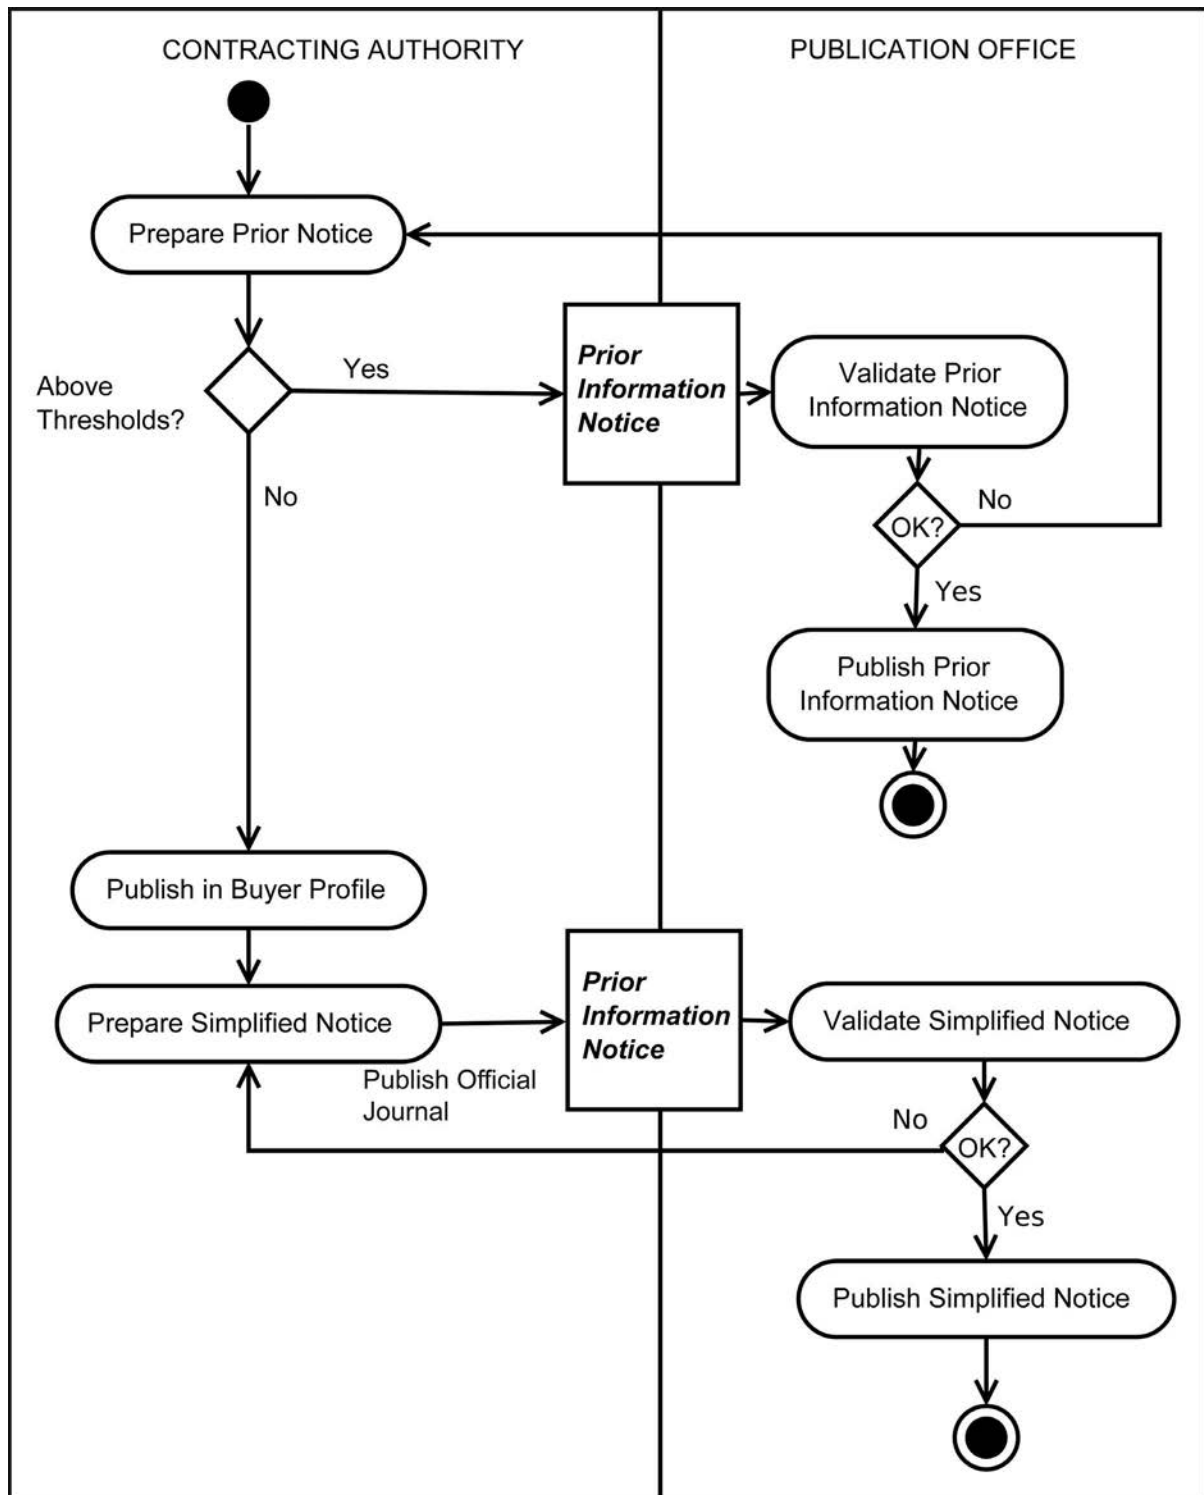 CONTRACTING AUTHORITY
PUBLICATION OFFICE
Prepare Prior Notice
Above
Thresholds?
Yes
Prior
Information
Notice
Validate Prior
Information Notice
No
OK?
No
Yes
Publish Prior
Information Notice
Publish in Buyer Profile
Prepare Simplified Notice
Publish Official
Journal
Prior
Information
Notice
Validate Simplified Notice
No
OK?
Yes
Publish Simplified Notice